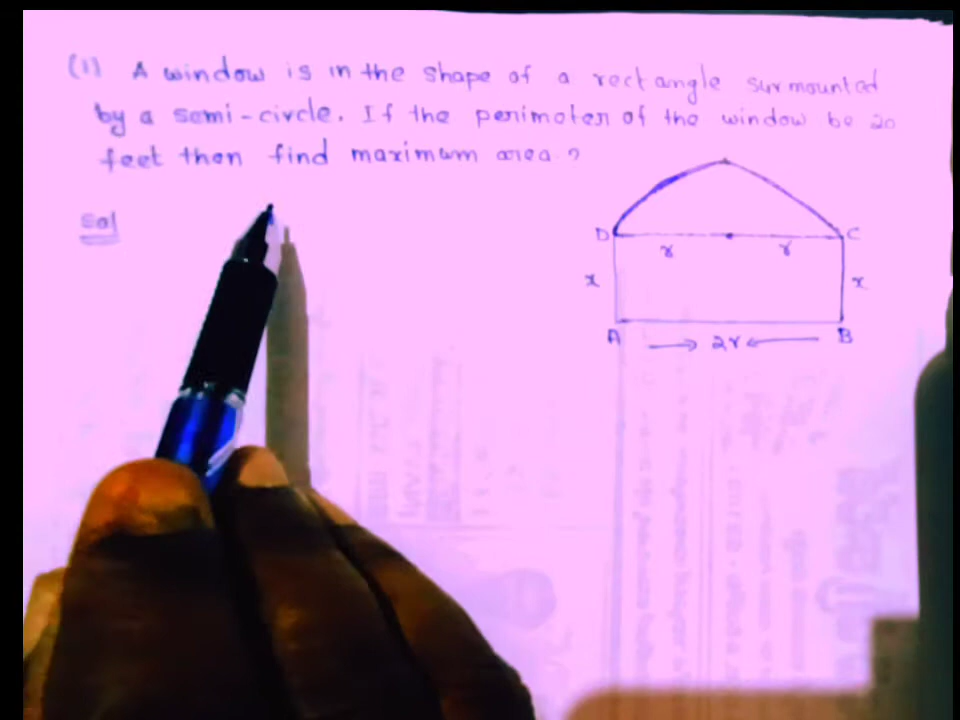 (1) A window is in the shape of a rectangle surmounted
by a semi-circle. If the perimeter of the window be 20
feet then find maximum area ?
Sol
D C
r r
x x
A 2r B